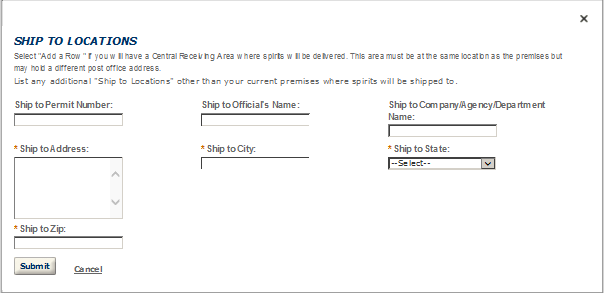 ×
SHIP TO LOCATIONS
Select "Add a Row " if you w ill have a Central Receiving Area w here spirits w ill be delivered. This area must be at the same location as the premises but
may hold a different post office address.
List any additional "Ship to Locations" other than your current premises where spirits will be shipped to .
Ship to Permit Number: Ship to Official's Name: Ship to Company/Agency/Department
Name:
* Ship to Address: * Ship to City: * Ship to State:
--Select--
* Ship to Zip:
Submit Cancel